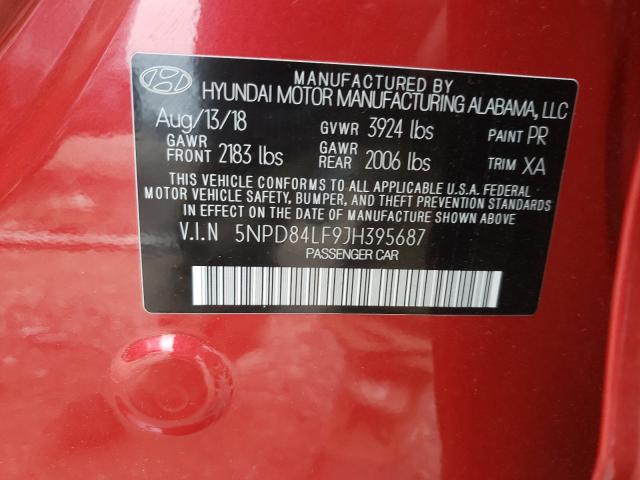 MANUFACTURED BY
HYUNDAI MOTOR MANUFACTURING ALABAMA, LLC
Aug/13/18 GVWR 3924 lbs PAINT PR
GAWR FRONT 2183 lbs GAWR REAR 2006 lbs TRIM XA
THIS VEHICLE CONFORMS TO ALL APPLICABLE U.S.A. FEDERAL
MOTOR VEHICLE SAFETY, BUMPER, AND THEFT PREVENTION
STANDARDS IN EFFECT ON THE DATE OF MANUFACTURE SHOWN ABOVE.
V.I.N 5NPD84LF9JH395687
PASSENGER CAR